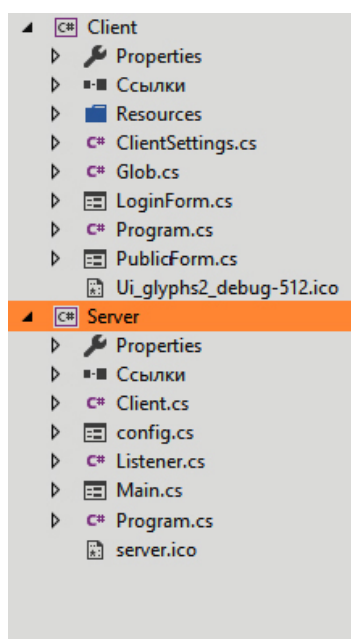 C# Client
Properties
Ссылки
Resources
C# ClientSettings.cs
C# Glob.cs
LoginForm.cs
C# Program.cs
PublicForm.cs
Ui_glyphs2_debug-512.ico
C# Server
Properties
Ссылки
C# Client.cs
config.cs
C# Listener.cs
Main.cs
C# Program.cs
server.ico